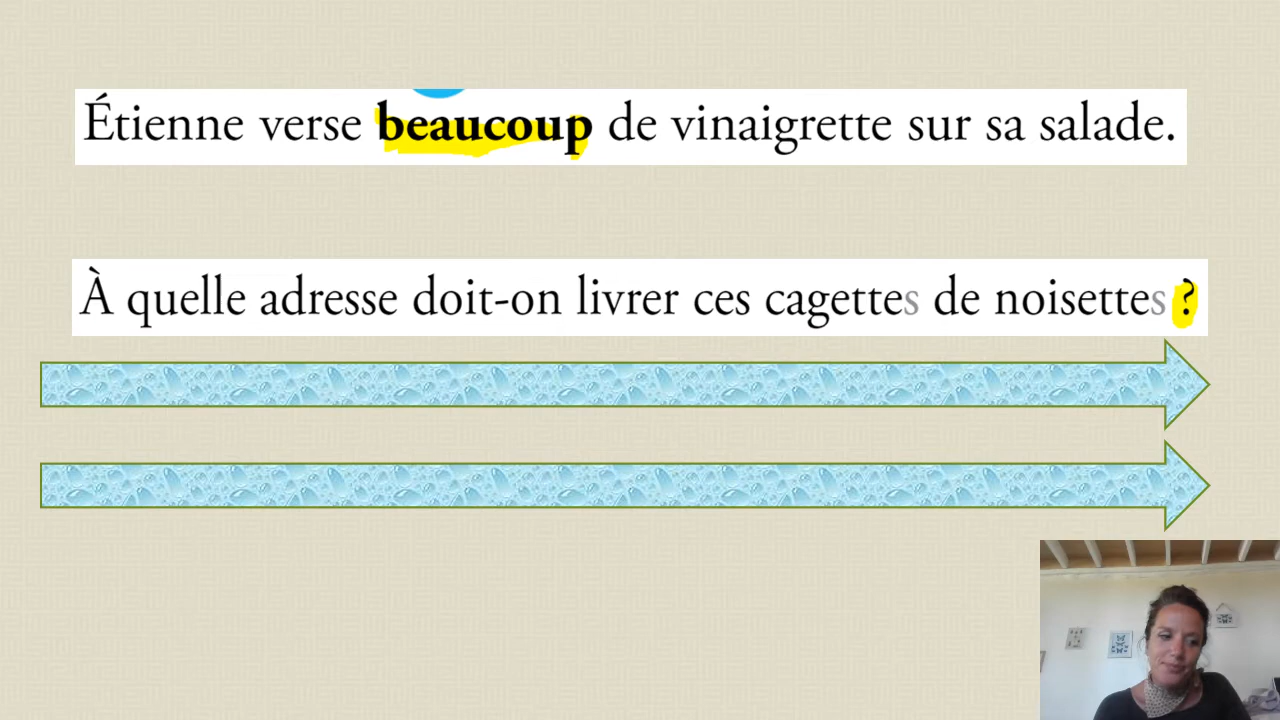 Étienne verse beaucoup de vinaigrette sur sa salade.
À quelle adresse doit-on livrer ces cagettes de noisettes ?